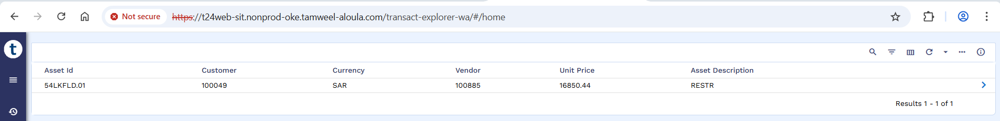 Not secure https://t24web-sit.nonprod-oke.tamweel-aloula.com/transact-explorer-wa/#/home
t
Asset Id Customer Currency Vendor Unit Price Asset Description
54LKFLD.01 100049 SAR 100885 16850.44 RESTR
Results 1 - 1 of 1